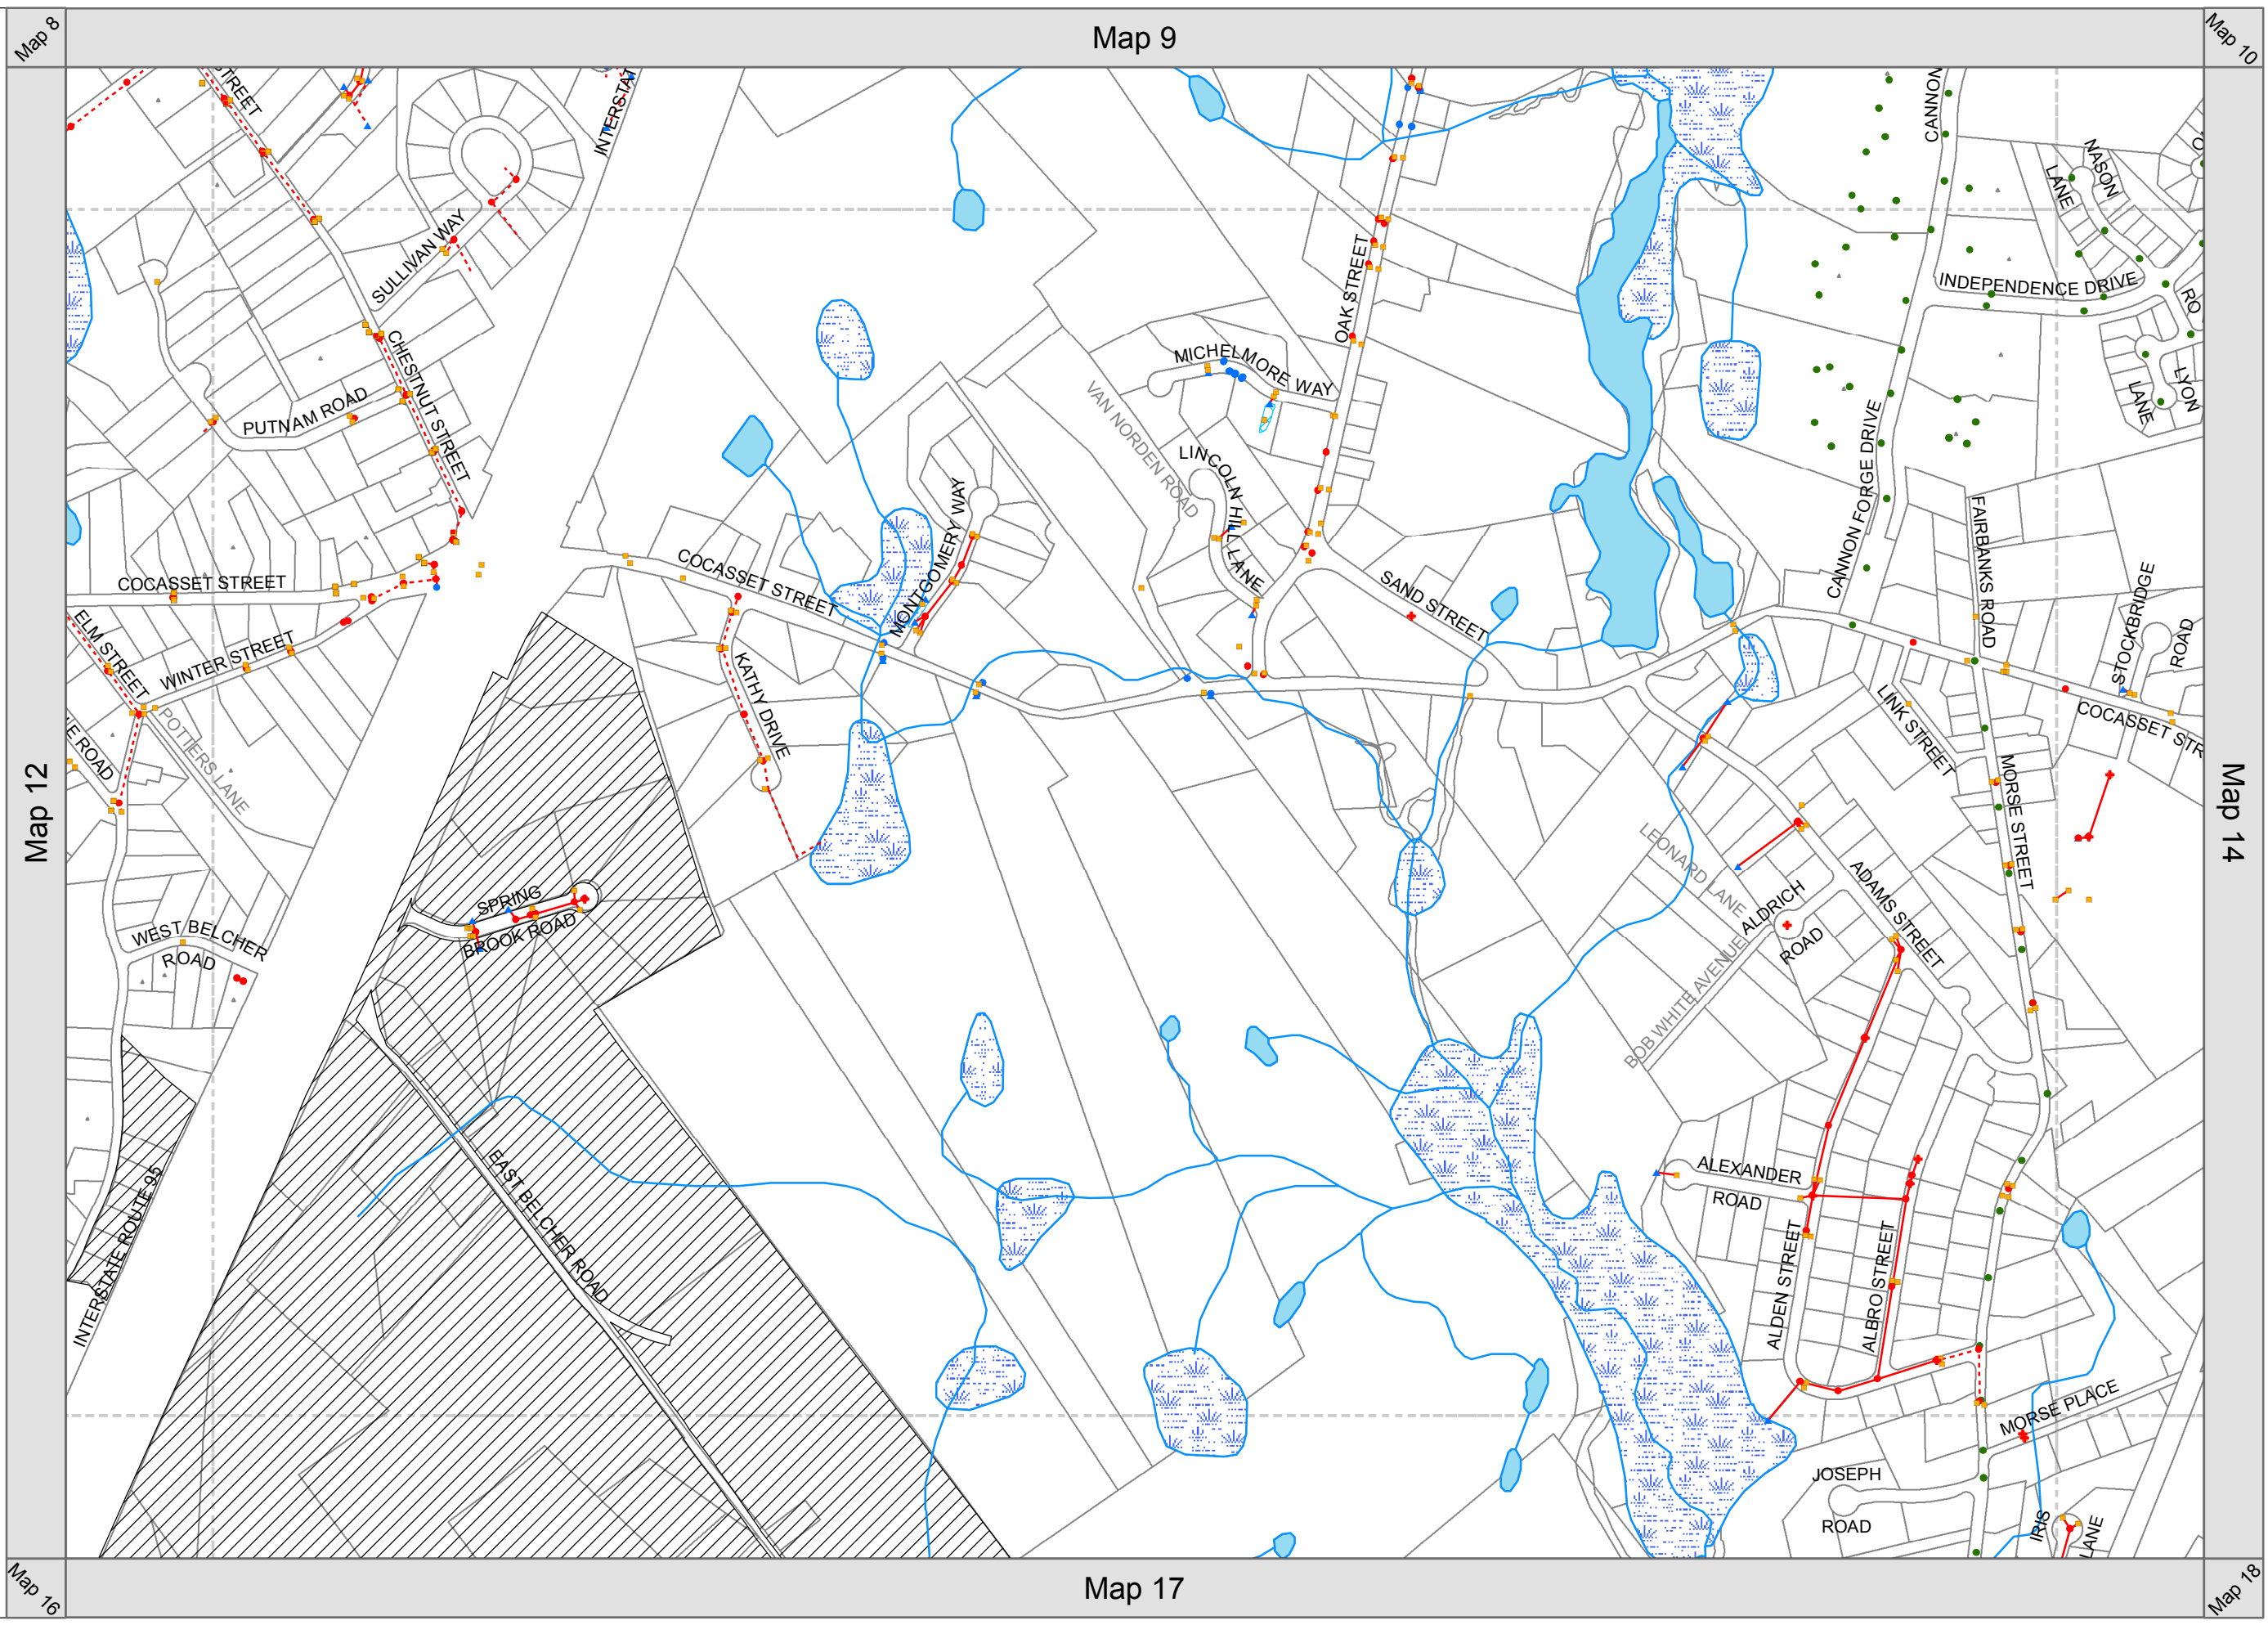 Map 8
Map 9
Map 10
Map 12
Map 14
Map 16
Map 17
Map 18
STREET
INTERSTAT
CANNON
NASON
LANE
SULLIVAN WAY
OAK STREET
INDEPENDENCE DRIVE
RO
CHESTNUT STREET
MICHELMORE WAY
PUTNAM ROAD
VAN NORDEN ROAD
LYON
LANE
LINCOLN HILL LANE
CANNON FORGE DRIVE
MONTGOMERY WAY
FAIRBANKS ROAD
COCASSET STREET
COCASSET STREET
SAND STREET
STOCKBRIDGE
ROAD
ELM STREET
WINTER STREET
KATHY DRIVE
LINK STREET
COCASSET STR
POTTERS LANE
E ROAD
MORSE STREET
LEONARD LANE
ADAMS STREET
ALDRICH
ROAD
SPRING
BROOK ROAD
WEST BELCHER
ROAD
BOB WHITE AVENUE
INTERSTATE ROUTE 95
EAST BELCHER ROAD
ALEXANDER
ROAD
ALDEN STREET
ALBRO STREET
MORSE PLACE
JOSEPH
ROAD
IRIS
LANE